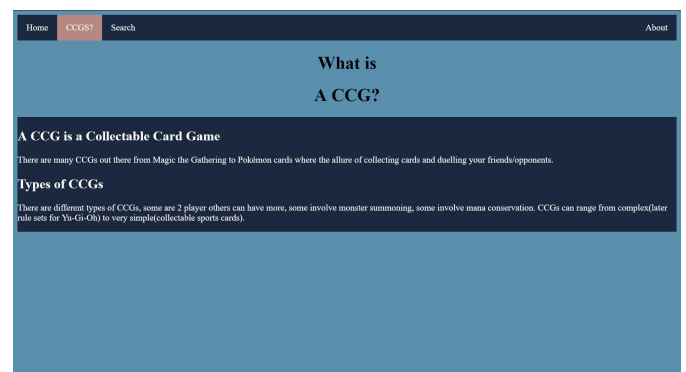 Home CCGS? Search About
What is
A CCG?
A CCG is a Collectable Card Game
There are many CCGs out there from Magic the Gathering to Pokémon cards where the allure of collecting cards and duelling your friends/opponents.
Types of CCGs
There are different types of CCGs, some are 2 player others can have more, some involve monster summoning, some involve mana conservation. CCGs can range from complex(later
rule sets for Yu-Gi-Oh) to very simple(collectable sports cards).